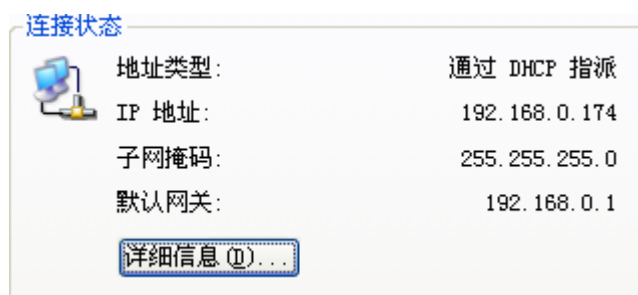 连接状态
地址类型: 通过 DHCP 指派
IP 地址: 192.168.0.174
子网掩码: 255.255.255.0
默认网关: 192.168.0.1
详细信息(D)...